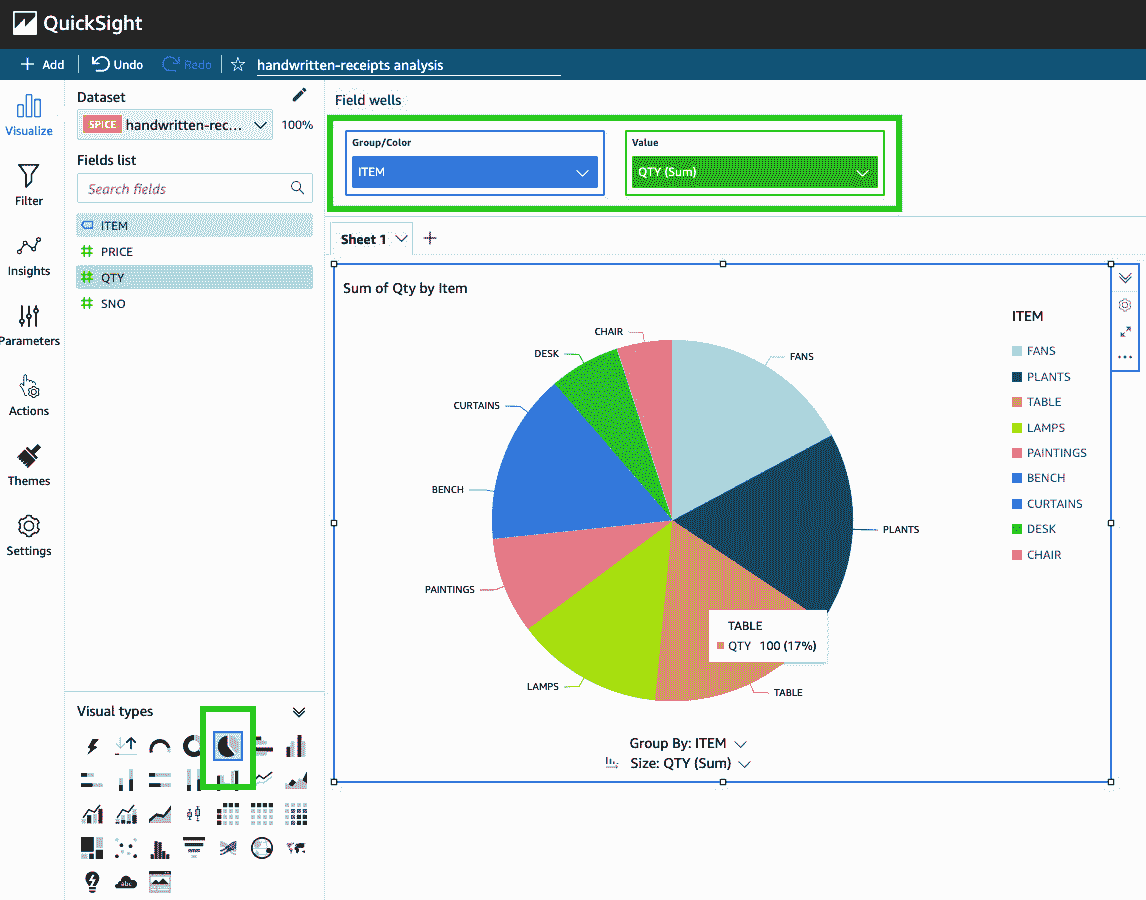 QuickSight
+ Add Undo Redo handwritten-receipts analysis
Visualize
Filter
Insights
Parameters
Actions
Themes
Settings
Dataset
SPICE handwritten-rec... 100%
Fields list
Search fields
ITEM
PRICE
QTY
SNO
Visual types
abc
Field wells
Group/Color
ITEM
Value
QTY (Sum)
Sheet 1 +
Sum of Qty by Item
CHAIR
DESK
FANS
CURTAINS
BENCH
PLANTS
PAINTINGS
LAMPS
TABLE
TABLE
QTY 100 (17%)
Group By: ITEM
Size: QTY (Sum)
ITEM
FANS
PLANTS
TABLE
LAMPS
PAINTINGS
BENCH
CURTAINS
DESK
CHAIR